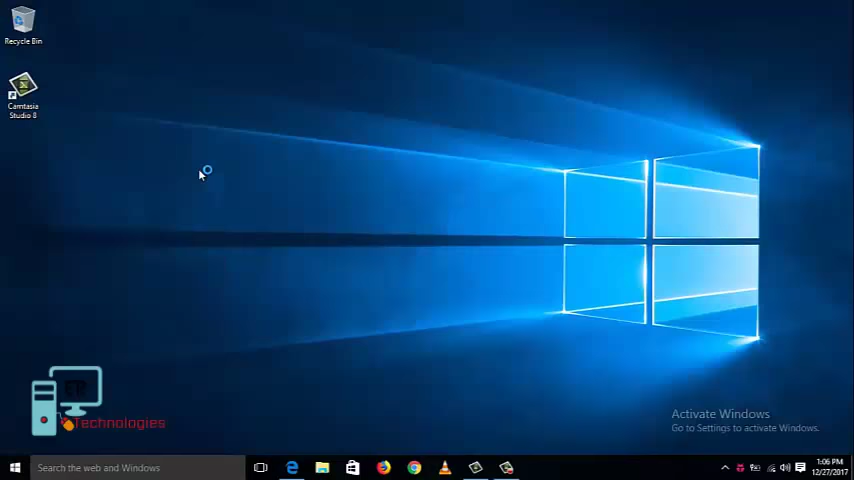 Recycle Bin
Camtasia
Studio 8
Technologies
Activate Windows
Go to Settings to activate Windows.
Search the web and Windows
1:06 PM
12/27/2017